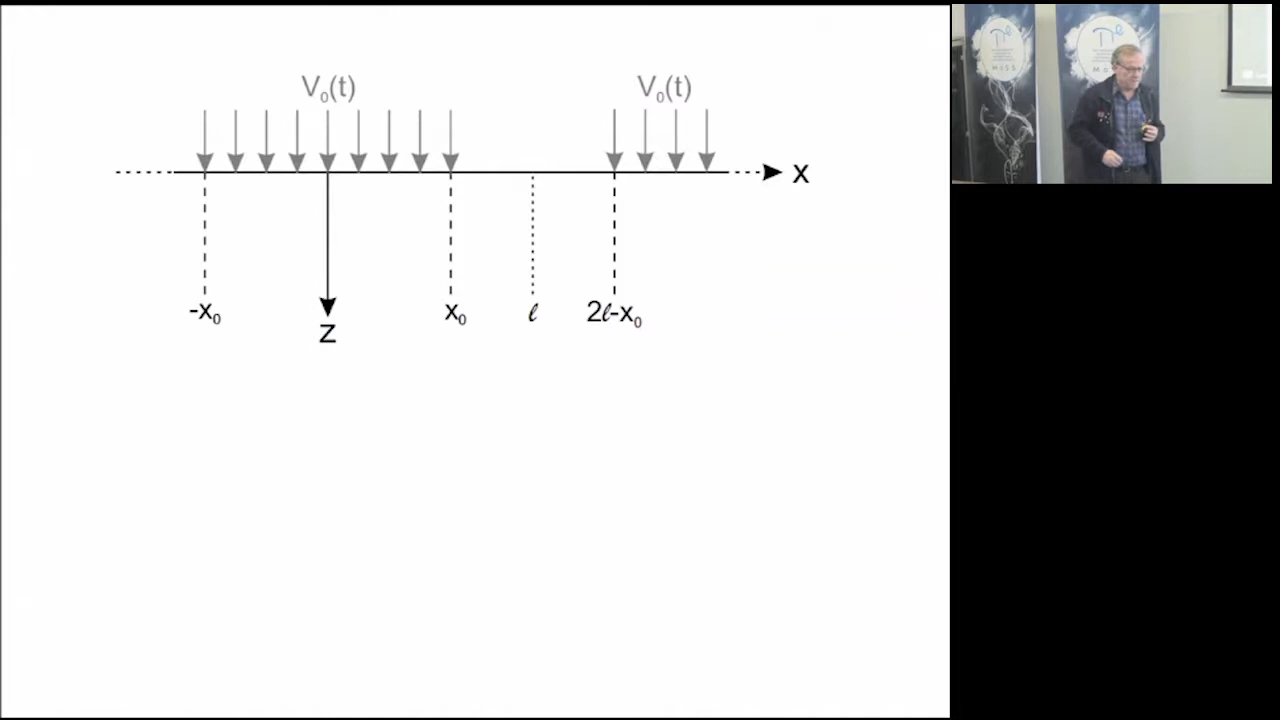 V₀(t) V₀(t)
x
-x₀ x₀ ℓ 2ℓ-x₀
z